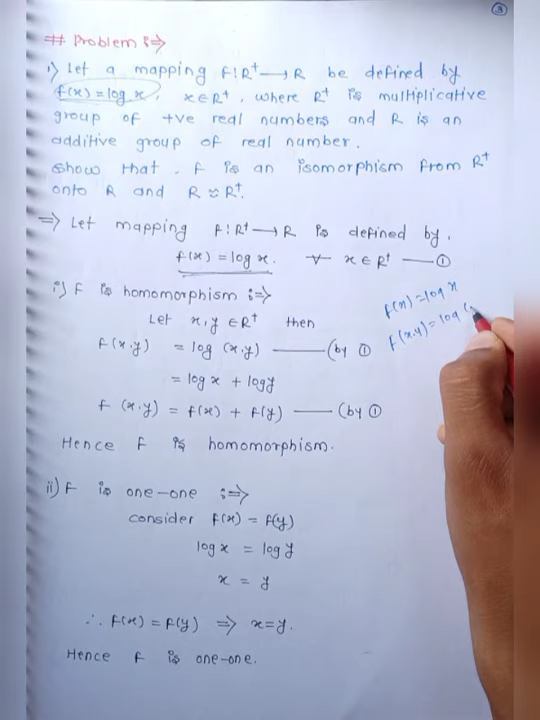 3
## Problem :⇒
1) Let a mapping f: R⁺ → R be defined by
f(x) = log x, x ∈ R⁺, where R⁺ is multiplicative
group of +ve real numbers and R is an
additive group of real number.
Show that, f is an isomorphism from R⁺
onto R and R ≈ R⁺.
⇒ Let mapping f: R⁺ → R is defined by,
f(x) = log x. ∀ x ∈ R⁺ —— ①
i) f is homomorphism :⇒
Let x, y ∈ R⁺ then
f(x) = log x
f(x.y) = log (
f(x.y) = log (x.y) —— (by ①
= log x + log y
f (x.y) = f(x) + f(y) —— (by ①
Hence f is homomorphism.
ii) f is one-one :⇒
consider f(x) = f(y)
log x = log y
x = y
∴ f(x) = f(y) ⇒ x = y.
Hence f is one-one.